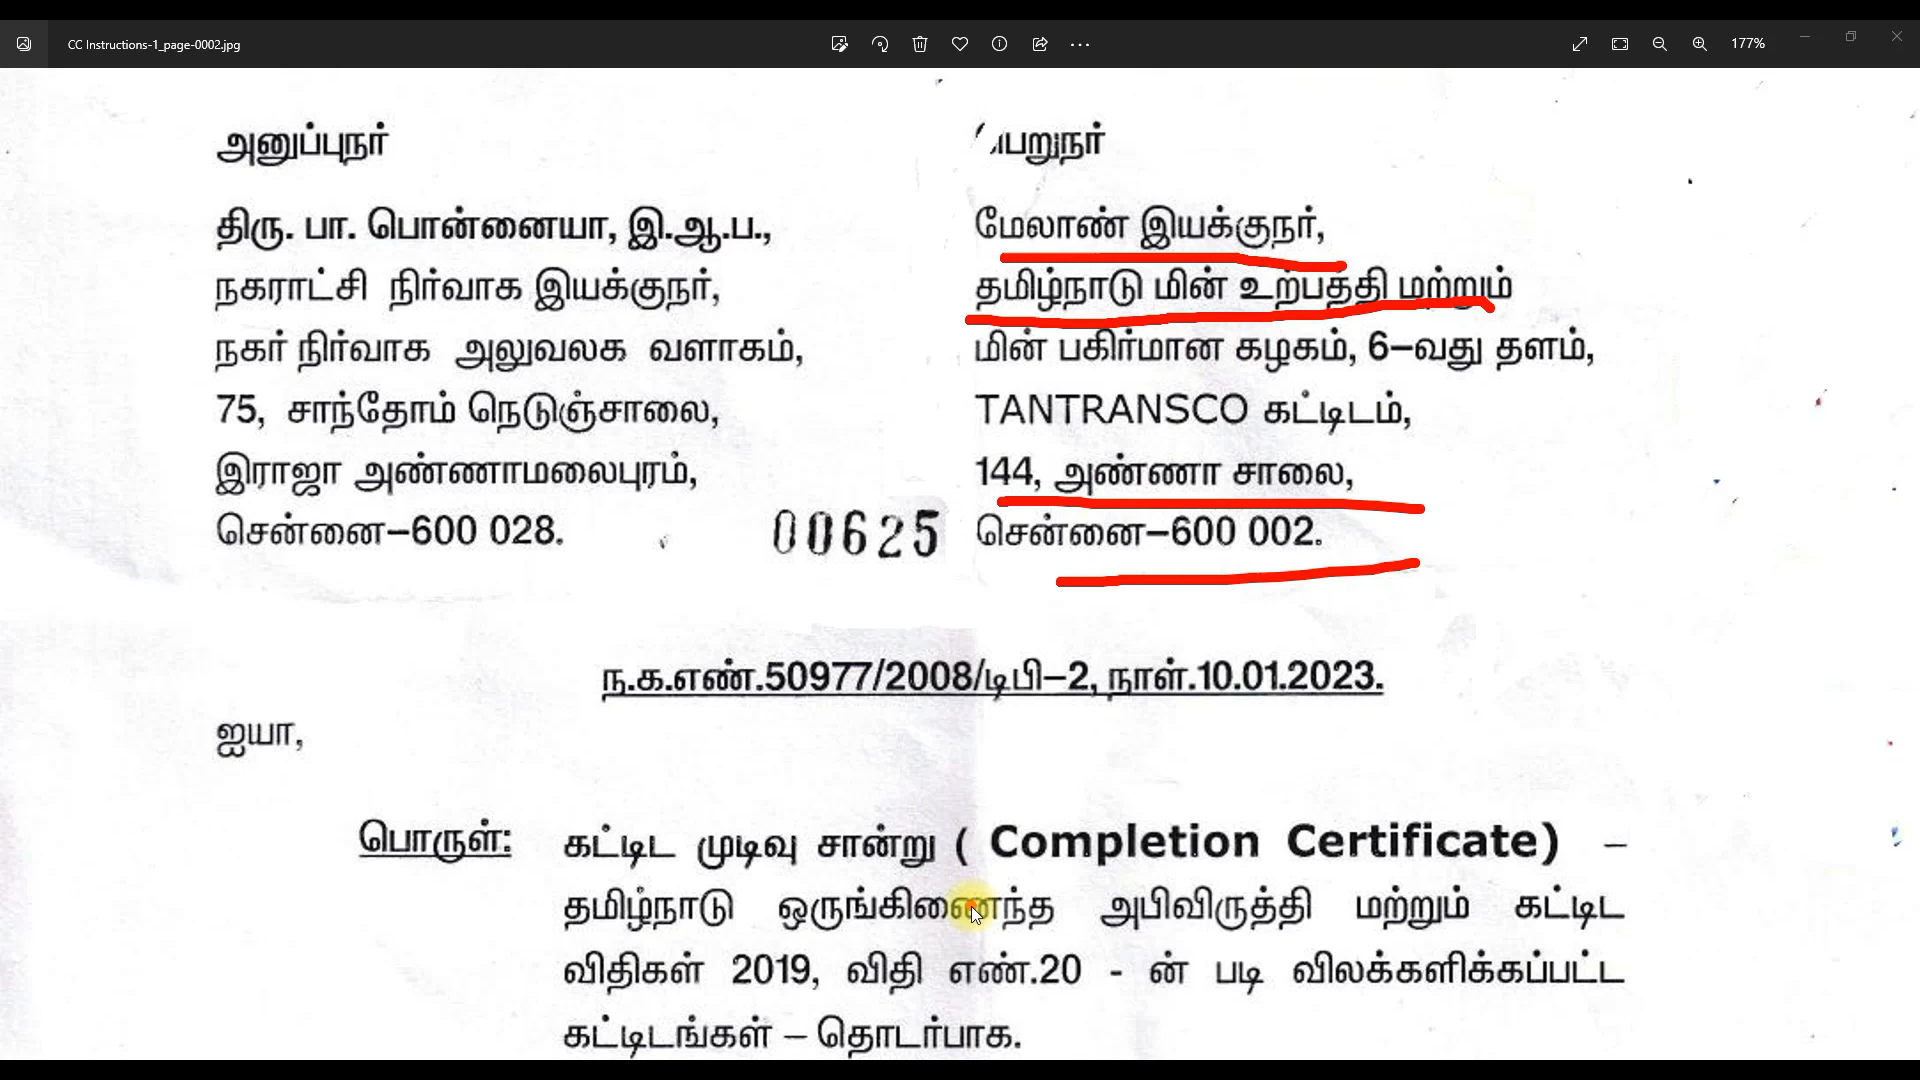 CC Instructions-1_page-0002.jpg
177%
அனுப்புநர்
திரு. பா. பொன்னையா, இ.ஆ.ப.,
நகராட்சி நிர்வாக இயக்குநர்,
நகர் நிர்வாக அலுவலக வளாகம்,
75, சாந்தோம் நெடுஞ்சாலை,
இராஜா அண்ணாமலைபுரம்,
சென்னை–600 028.
00625
மேலாண் இயக்குநர்,
தமிழ்நாடு மின் உற்பத்தி மற்றும்
மின் பகிர்மான கழகம், 6–வது தளம்,
TANTRANSCO கட்டிடம்,
144, அண்ணா சாலை,
சென்னை–600 002.
ந.க.எண்.50977/2008/டிபி–2, நாள்.10.01.2023.
ஐயா,
பொருள்: கட்டிட முடிவு சான்று ( Completion Certificate) –
தமிழ்நாடு ஒருங்கிணைந்த அபிவிருத்தி மற்றும் கட்டிட
விதிகள் 2019, விதி எண்.20 - ன் படி விலக்களிக்கப்பட்ட
கட்டிடங்கள் – தொடர்பாக.